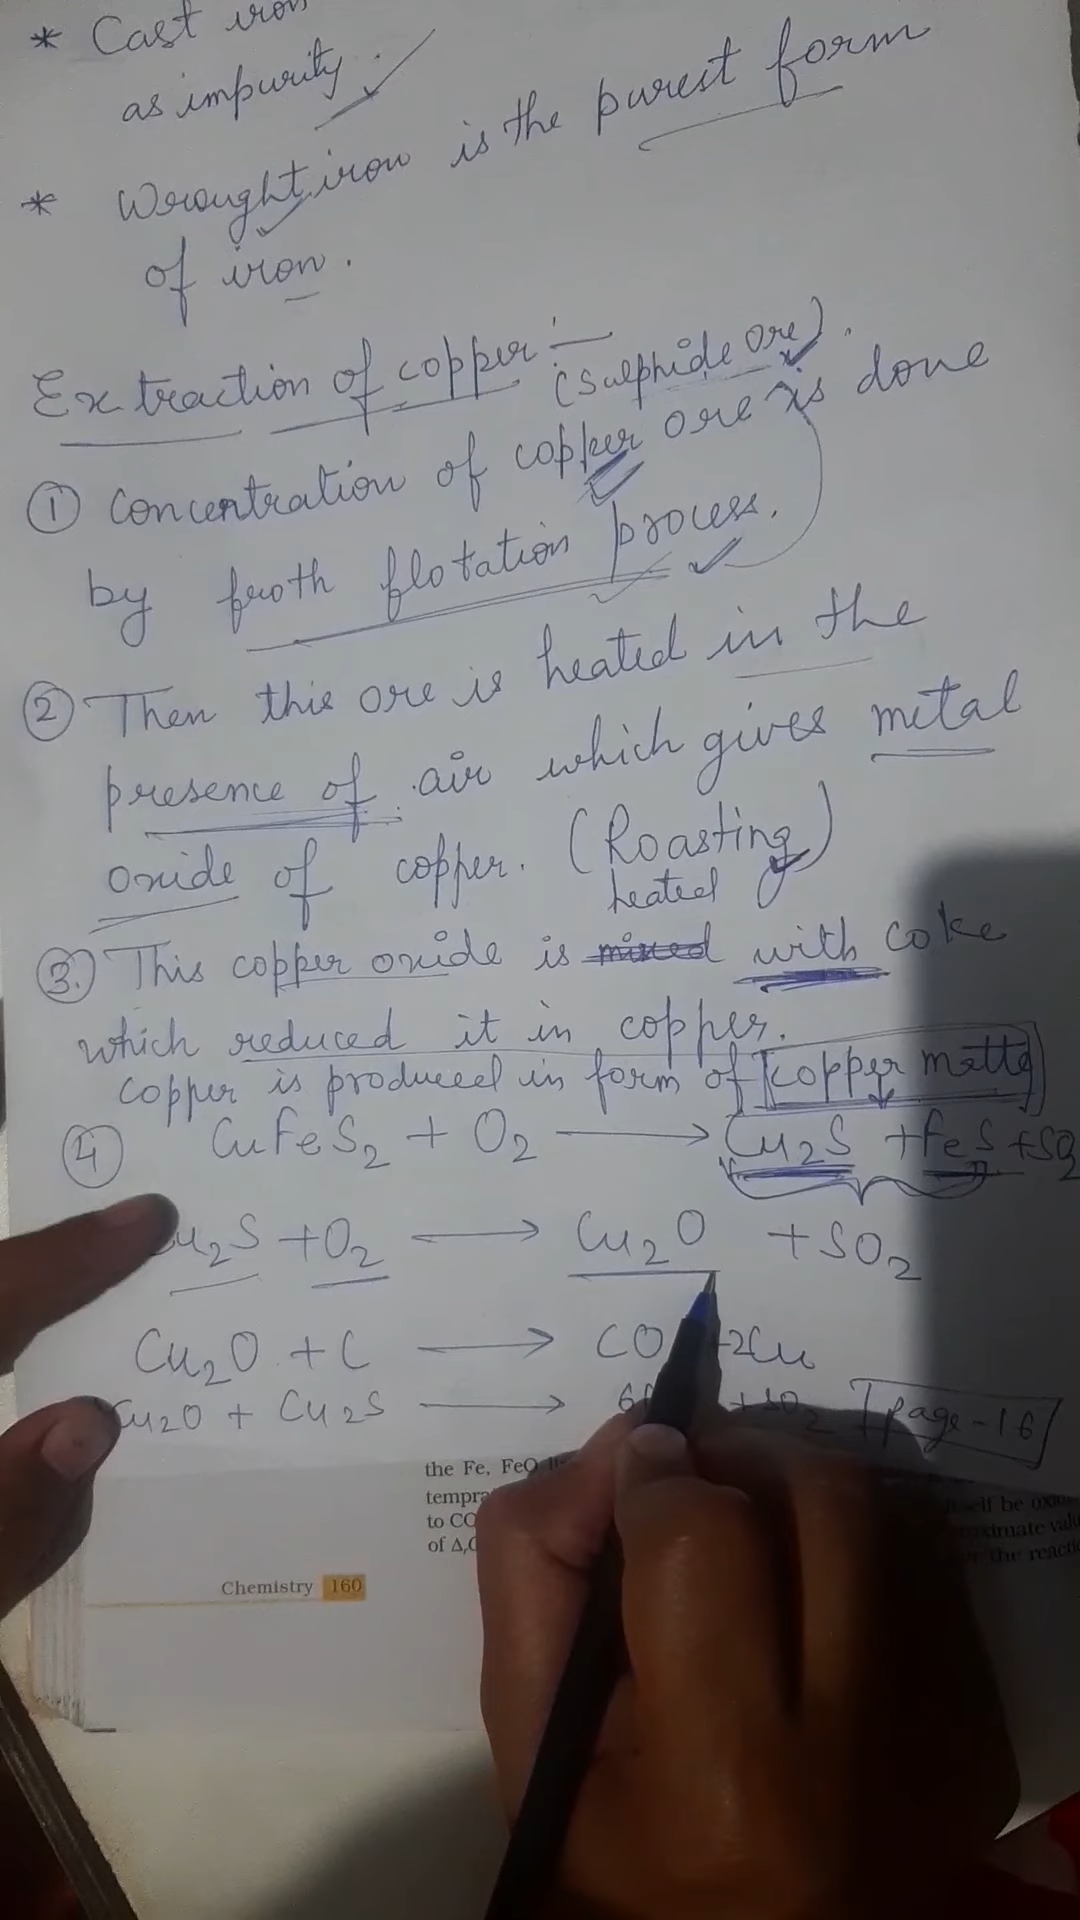 * Cast iron
as impurity.
* Wrought iron is the purest form
of iron.
Extraction of copper :-
(Sulphide Ore).
① Concentration of copper ore is done
by froth flotation process.
② Then this ore is heated in the
presence of air which gives metal
oxide of copper. (Roasting)
heated
③. This copper oxide is mixed with coke
which reduced it in copper.
copper is produced in form of copper matte
④ CuFeS2 + O2 ⟶ Cu2S + FeS + SO2
Cu2S + O2 ⟶ Cu2O + SO2
Cu2O + C ⟶ CO + 2Cu
Cu2O + Cu2S ⟶ 6 + SO2 page-16
the Fe, FeO
to CO
of Δ
Chemistry 160
the reacti